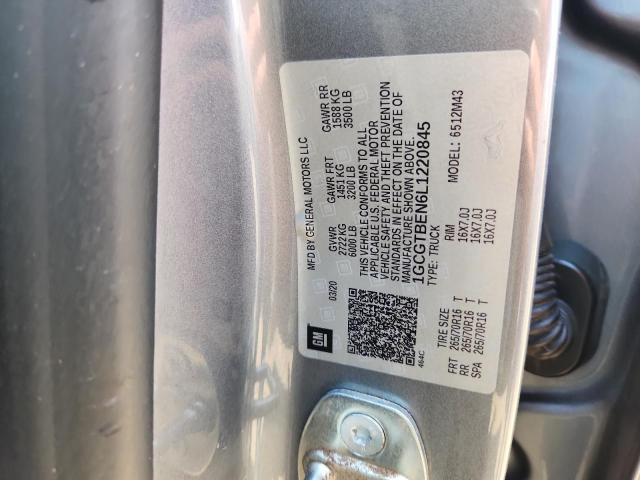 GM
MFD BY GENERAL MOTORS LLC
03/20
GVWR GAWR FRT GAWR RR
2722 KG 1451 KG 1588 KG
6000 LB 3200 LB 3500 LB
THIS VEHICLE CONFORMS TO ALL
APPLICABLE U.S. FEDERAL MOTOR
VEHICLE SAFETY AND THEFT PREVENTION
STANDARDS IN EFFECT ON THE DATE OF
MANUFACTURE SHOWN ABOVE.
1GCGTBEN6L1220845
TYPE: TRUCK MODEL: 6512M43
464C
TIRE SIZE RIM
FRT 265/70R16 T 16X7.0J
RR 265/70R16 T 16X7.0J
SPA 265/70R16 T 16X7.0J